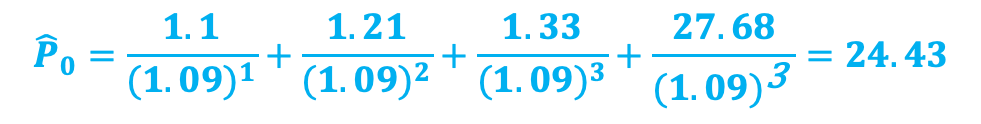 P̂₀ = 1.1/(1.09)¹ + 1.21/(1.09)² + 1.33/(1.09)³ + 27.68/(1.09)³ = 24.43